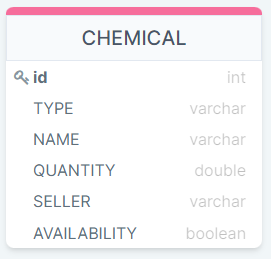 CHEMICAL
id int
TYPE varchar
NAME varchar
QUANTITY double
SELLER varchar
AVAILABILITY boolean